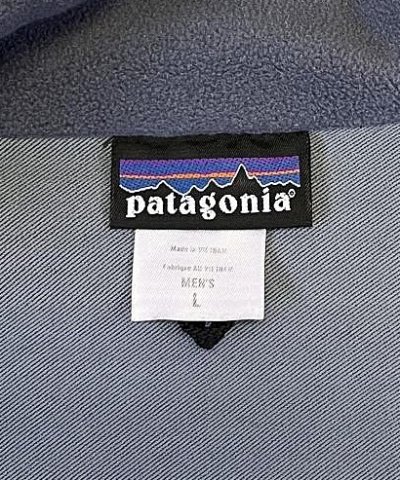 patagonia®
Made in VIETNAM
Fabriqué AU VIETNAM
MEN'S
L